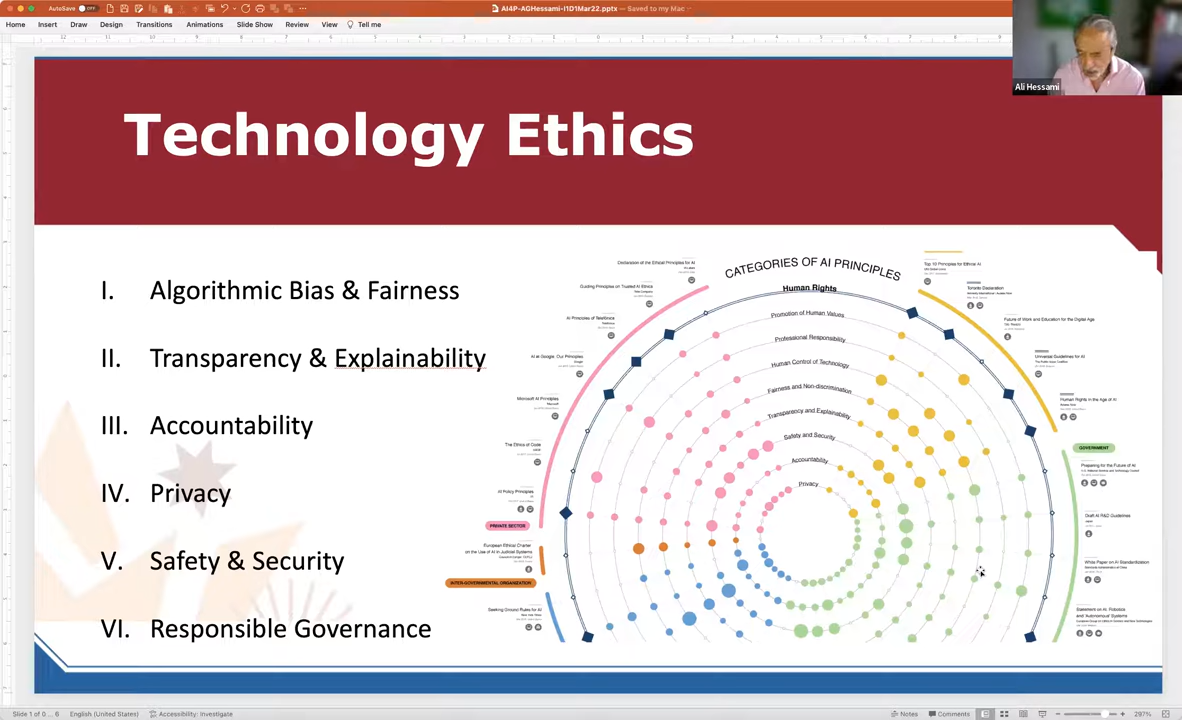 AutoSave OFF
AI4P-AGHessami-I1D1Mar22.pptx — Saved to my Mac
Home Insert Draw Design Transitions Animations Slide Show Review View Tell me
Ali Hessami
Technology Ethics
I. Algorithmic Bias & Fairness
II. Transparency & Explainability
III. Accountability
IV. Privacy
V. Safety & Security
VI. Responsible Governance
CATEGORIES OF AI PRINCIPLES
Human Rights
Promotion of Human Values
Professional Responsibility
Human Control of Technology
Fairness and Non-discrimination
Transparency and Explainability
Safety and Security
Accountability
Privacy
Declaration of the Ethical Principles for AI
Guiding Principles on Trusted AI Ethics
AI Principles of Telefónica
AI at Google: Our Principles
Microsoft AI Principles
The Ethics of Code
AI Policy Principles
PRIVATE SECTOR
European Ethical Charter
on the Use of AI in Judicial Systems
INTER-GOVERNMENTAL ORGANIZATION
Seeking Ground Rules for AI
Top 10 Principles for Ethical AI
Toronto Declaration
Future of Work and Education for the Digital Age
Universal Guidelines for AI
Human Rights in the Age of AI
GOVERNMENT
Preparing for the Future of AI
Draft AI R&D Guidelines
White Paper on AI Standardization
Statement on AI, Robotics
and 'Autonomous' Systems
Slide 1 of 0 ... 6 English (United States) Accessibility: Investigate
Notes Comments 297%